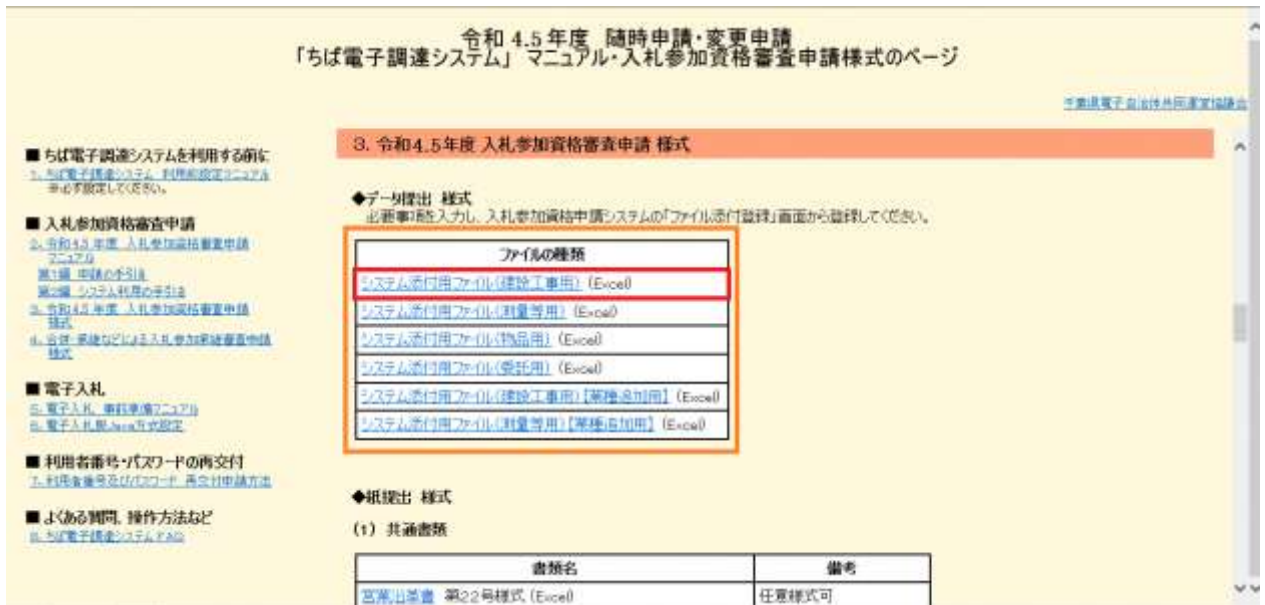 令和 4.5年度　随時申請・変更申請
「ちば電子調達システム」 マニュアル・入札参加資格審査申請様式のページ
千葉県電子自治体共同運営協議会
■ ちば電子調達システムを利用する前に
1. ちば電子調達システム 利用前設定マニュアル
※必ず設定してください。
■ 入札参加資格審査申請
2. 令和4.5 年度 入札参加資格審査申請
マニュアル
第1編 申請の手引き
第2編 システム利用の手引き
3. 令和4.5 年度 入札参加資格審査申請
様式
4. 合併・承継などによる入札参加資格審査申請
様式
■ 電子入札
5. 電子入札 事前準備マニュアル
6. 電子入札脱Java方式設定
■ 利用者番号・パスワードの再交付
7. 利用者番号及びパスワード 再交付申請方法
■ よくある質問、操作方法など
8. ちば電子調達システム FAQ
3. 令和4.5年度 入札参加資格審査申請 様式
◆データ提出 様式
必要事項を入力し、入札参加資格申請システムの「ファイル添付登録」画面から登録してください。
ファイルの種類
システム添付用ファイル(建設工事用) (Excel)
システム添付用ファイル(測量等用) (Excel)
システム添付用ファイル(物品用) (Excel)
システム添付用ファイル(委託用) (Excel)
システム添付用ファイル(建設工事用)【業種追加用】 (Excel)
システム添付用ファイル(測量等用)【業種追加用】 (Excel)
◆紙提出 様式
(1) 共通書類
書類名 備考
営業出革書 第22号様式 (Excel) 任意様式可